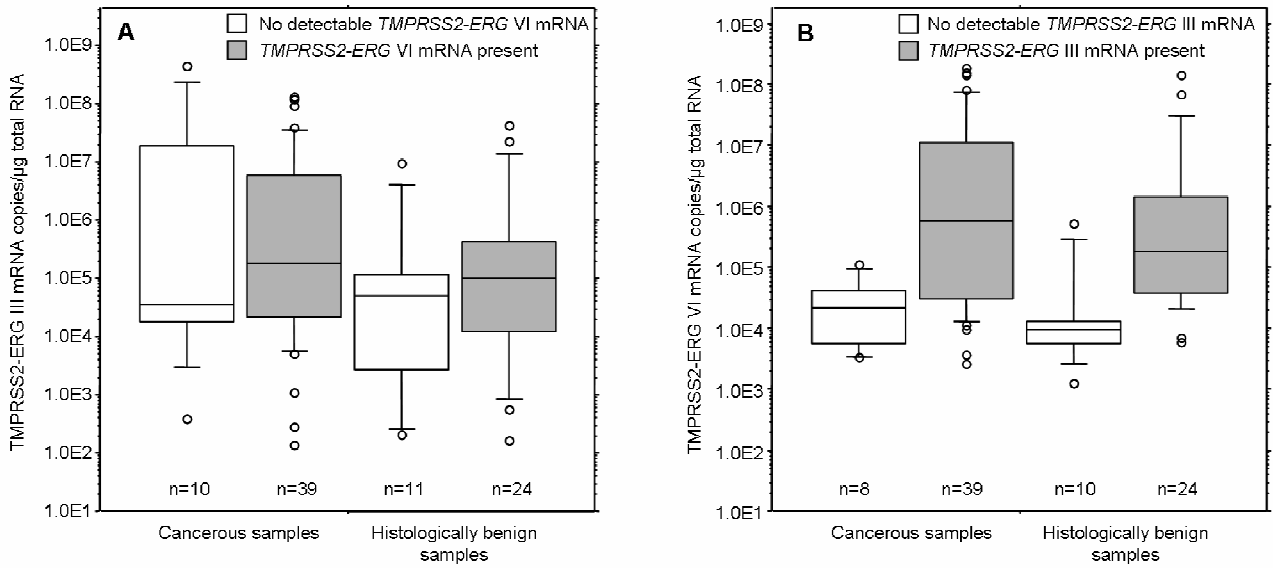 A
No detectable TMPRSS2-ERG VI mRNA
TMPRSS2-ERG VI mRNA present
TMPRSS2-ERG III mRNA copies/µg total RNA
1.0E9
1.0E8
1.0E7
1.0E6
1.0E5
1.0E4
1.0E3
1.0E2
1.0E1
n=10
n=39
n=11
n=24
Cancerous samples
Histologically benign
samples
B
No detectable TMPRSS2-ERG III mRNA
TMPRSS2-ERG III mRNA present
TMPRSS2-ERG VI mRNA copies/µg total RNA
1.0E9
1.0E8
1.0E7
1.0E6
1.0E5
1.0E4
1.0E3
1.0E2
1.0E1
n=8
n=39
n=10
n=24
Cancerous samples
Histologically benign
samples